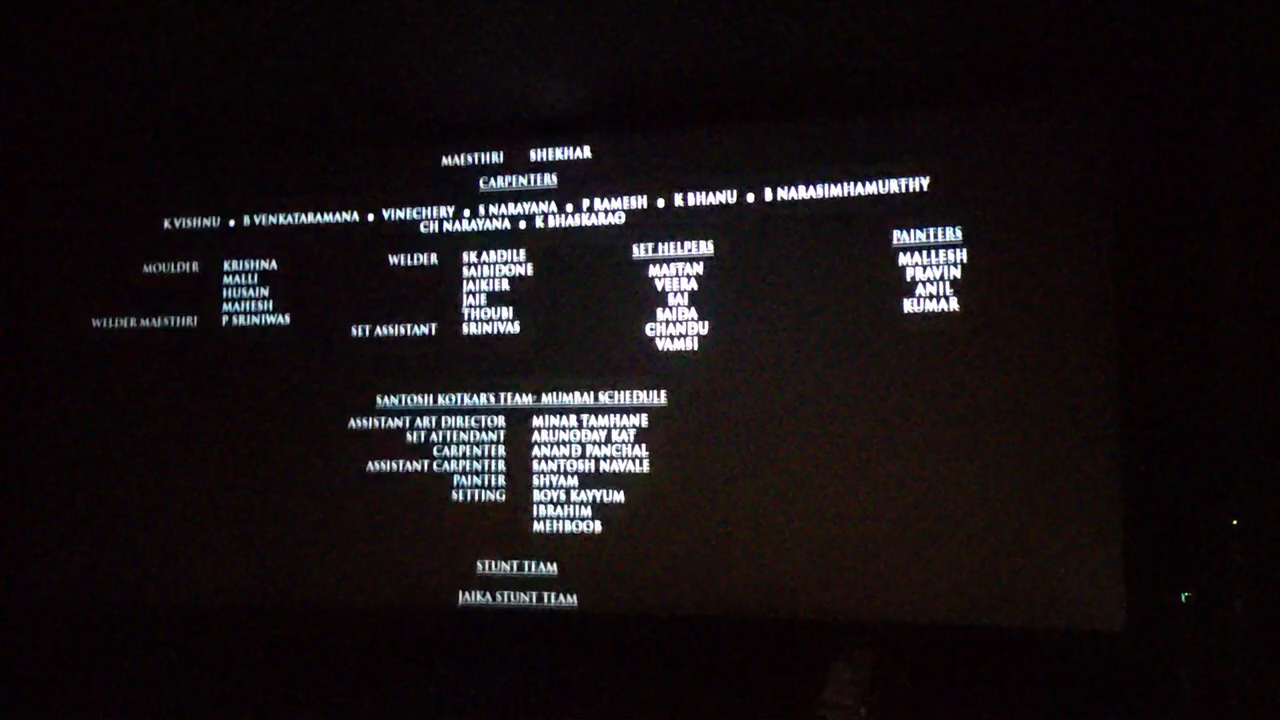 MAESTHRI SHEKHAR
CARPENTERS
K VISHNU • B VENKATARAMANA • VINECHERY • S NARAYANA • P RAMESH • K BHANU • B NARASIMHAMURTHY
CH NARAYANA • K BHASKARAO
MOULDER KRISHNA
MALLI
HUSAIN
MAHESH
WELDER MAESTHRI P SRINIWAS
WELDER SK ABDILE
SAIBIDONE
JAIKIER
JAIE
THOUBI
SET ASSISTANT SRINIVAS
SET HELPERS
MASTAN
VEERA
SAI
SAIDA
CHANDU
VAMSI
PAINTERS
MALLESH
PRAVIN
ANIL
KUMAR
SANTOSH KOTKAR'S TEAM- MUMBAI SCHEDULE
ASSISTANT ART DIRECTOR MINAR TAMHANE
SET ATTENDANT ARUNODAY KAT
CARPENTER ANAND PANCHAL
ASSISTANT CARPENTER SANTOSH NAVALE
PAINTER SHYAM
SETTING BOYS KAYYUM
IBRAHIM
MEHBOOB
STUNT TEAM
JAIKA STUNT TEAM